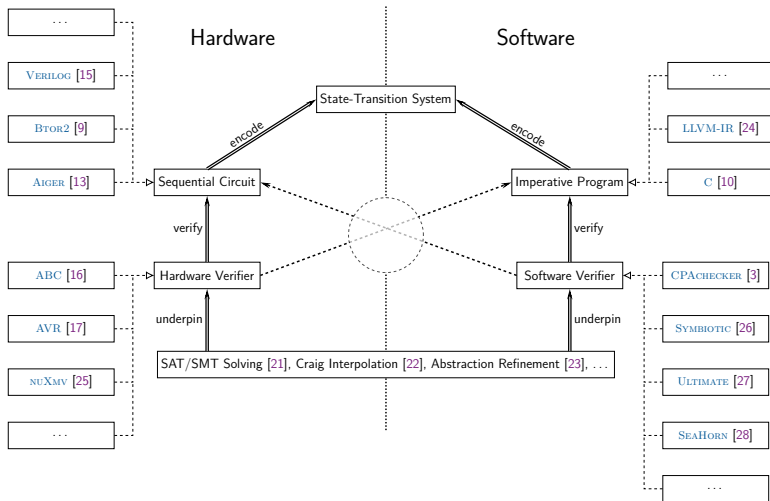 ...
Hardware
Software
VERILOG [15]
...
State-Transition System
BTOR2 [9]
encode
encode
LLVM-IR [24]
AIGER [13]
Sequential Circuit
Imperative Program
C [10]
verify
verify
ABC [16]
Hardware Verifier
Software Verifier
CPACHECKER [3]
AVR [17]
underpin
underpin
SYMBIOTIC [26]
SAT/SMT Solving [21], Craig Interpolation [22], Abstraction Refinement [23], ...
NUXMV [25]
ULTIMATE [27]
...
SEAHORN [28]
...